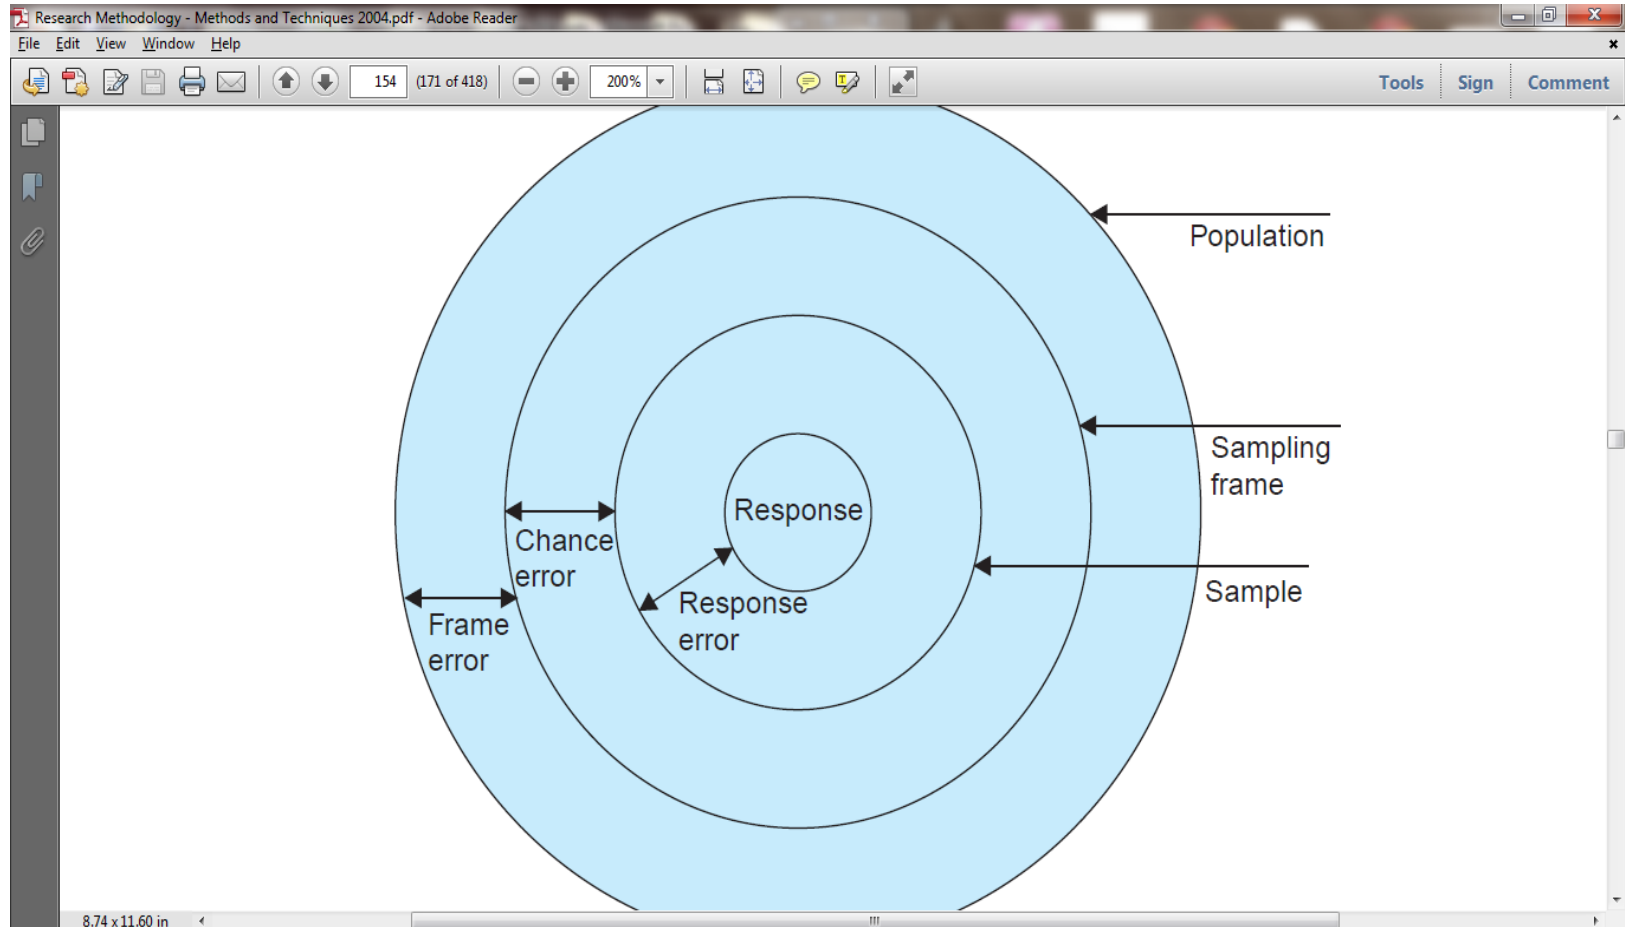 Research Methodology - Methods and Techniques 2004.pdf - Adobe Reader
File Edit View Window Help
154 (171 of 418) 200% Tools Sign Comment
Population
Sampling
frame
Response
Chance
error
Sample
Response
error
Frame
error
8.74 x 11.60 in